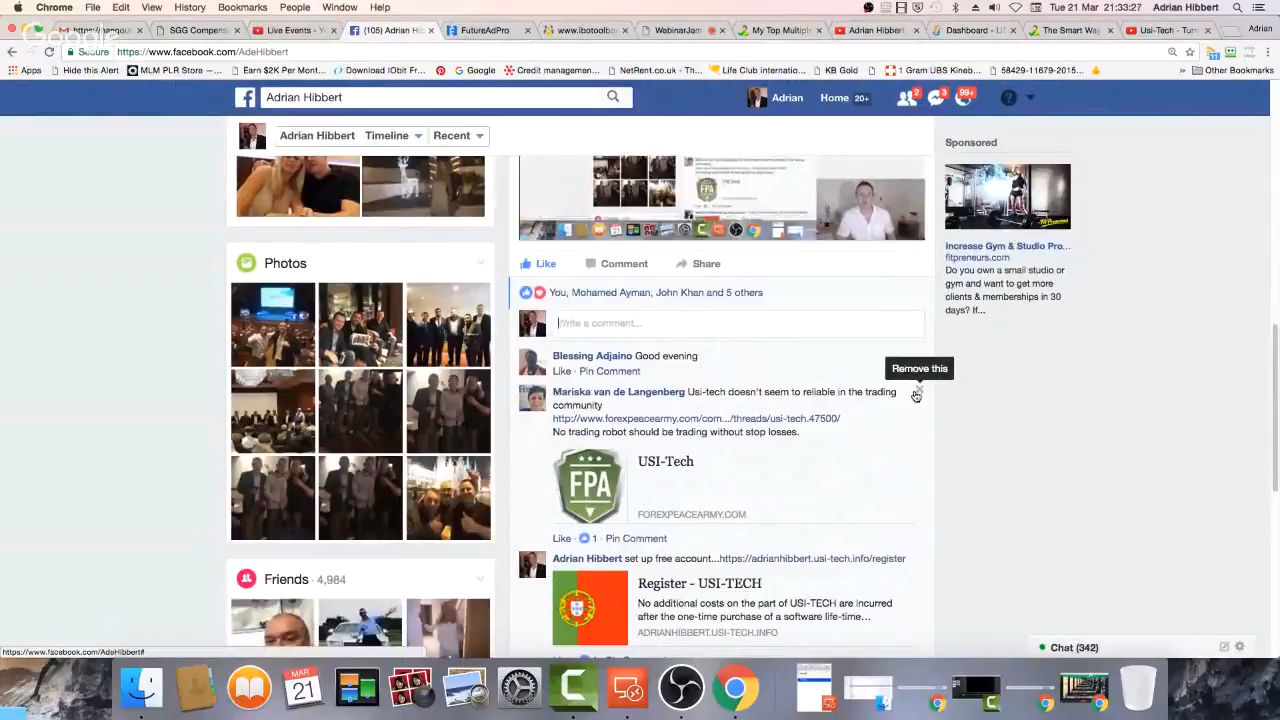 Chrome File Edit View History Bookmarks People Window Help
Tue 21 Mar 21:33:27 Adrian Hibbert
Google
SGG Compens
Live Events - Y
(105) Adrian Hi
FutureAdPro
www.ibotoolbo
WebinarJam
My Top Multiple
Adrian Hibbert
Dashboard - U
The Smart Way
Usi-Tech - Turn
Adrian
Secure https://www.facebook.com/AdeHibbert
Apps Hide this Alert MLM PLR Store —... Earn $2K Per Mont... Download IObit Fr... Google Credit managemen... NetRent.co.uk - Th... Life Club internatio... KB Gold 1 Gram UBS Kineb... 58429-11679-2015... » Other Bookmarks
Adrian Hibbert
Adrian Home 20+ 2 3 99+ ?
Adrian Hibbert Timeline Recent
Sponsored
Increase Gym & Studio Pro...
fitpreneurs.com
Do you own a small studio or
gym and want to get more
clients & memberships in 30
days? If...
Photos
Like Comment Share
You, Mohamed Ayman, John Khan and 5 others
Write a comment...
Blessing Adjaino Good evening
Like · Pin Comment
Remove this
Mariska van de Langenberg Usi-tech doesn't seem to reliable in the trading
community
http://www.forexpeacearmy.com/com.../threads/usi-tech.47500/
No trading robot should be trading without stop losses.
FPA
USI-Tech
FOREXPEACEARMY.COM
Like · 1 · Pin Comment
Adrian Hibbert set up free account...https://adrianhibbert.usi-tech.info/register
Register - USI-TECH
No additional costs on the part of USI-TECH are incurred
after the one-time purchase of a software life-time...
ADRIANHIBBERT.USI-TECH.INFO
Friends · 4,984
Chat (342)
https://www.facebook.com/AdeHibbert#
MAR
21